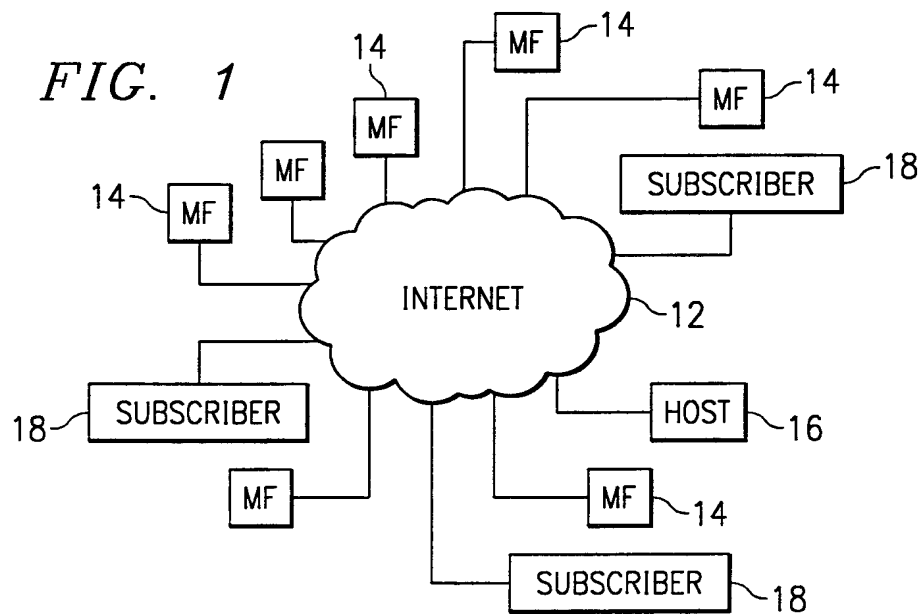 FIG. 1
MF 14
14
MF
MF 14
MF
14 MF
SUBSCRIBER 18
INTERNET
12
18 SUBSCRIBER
HOST 16
MF
MF 14
SUBSCRIBER 18